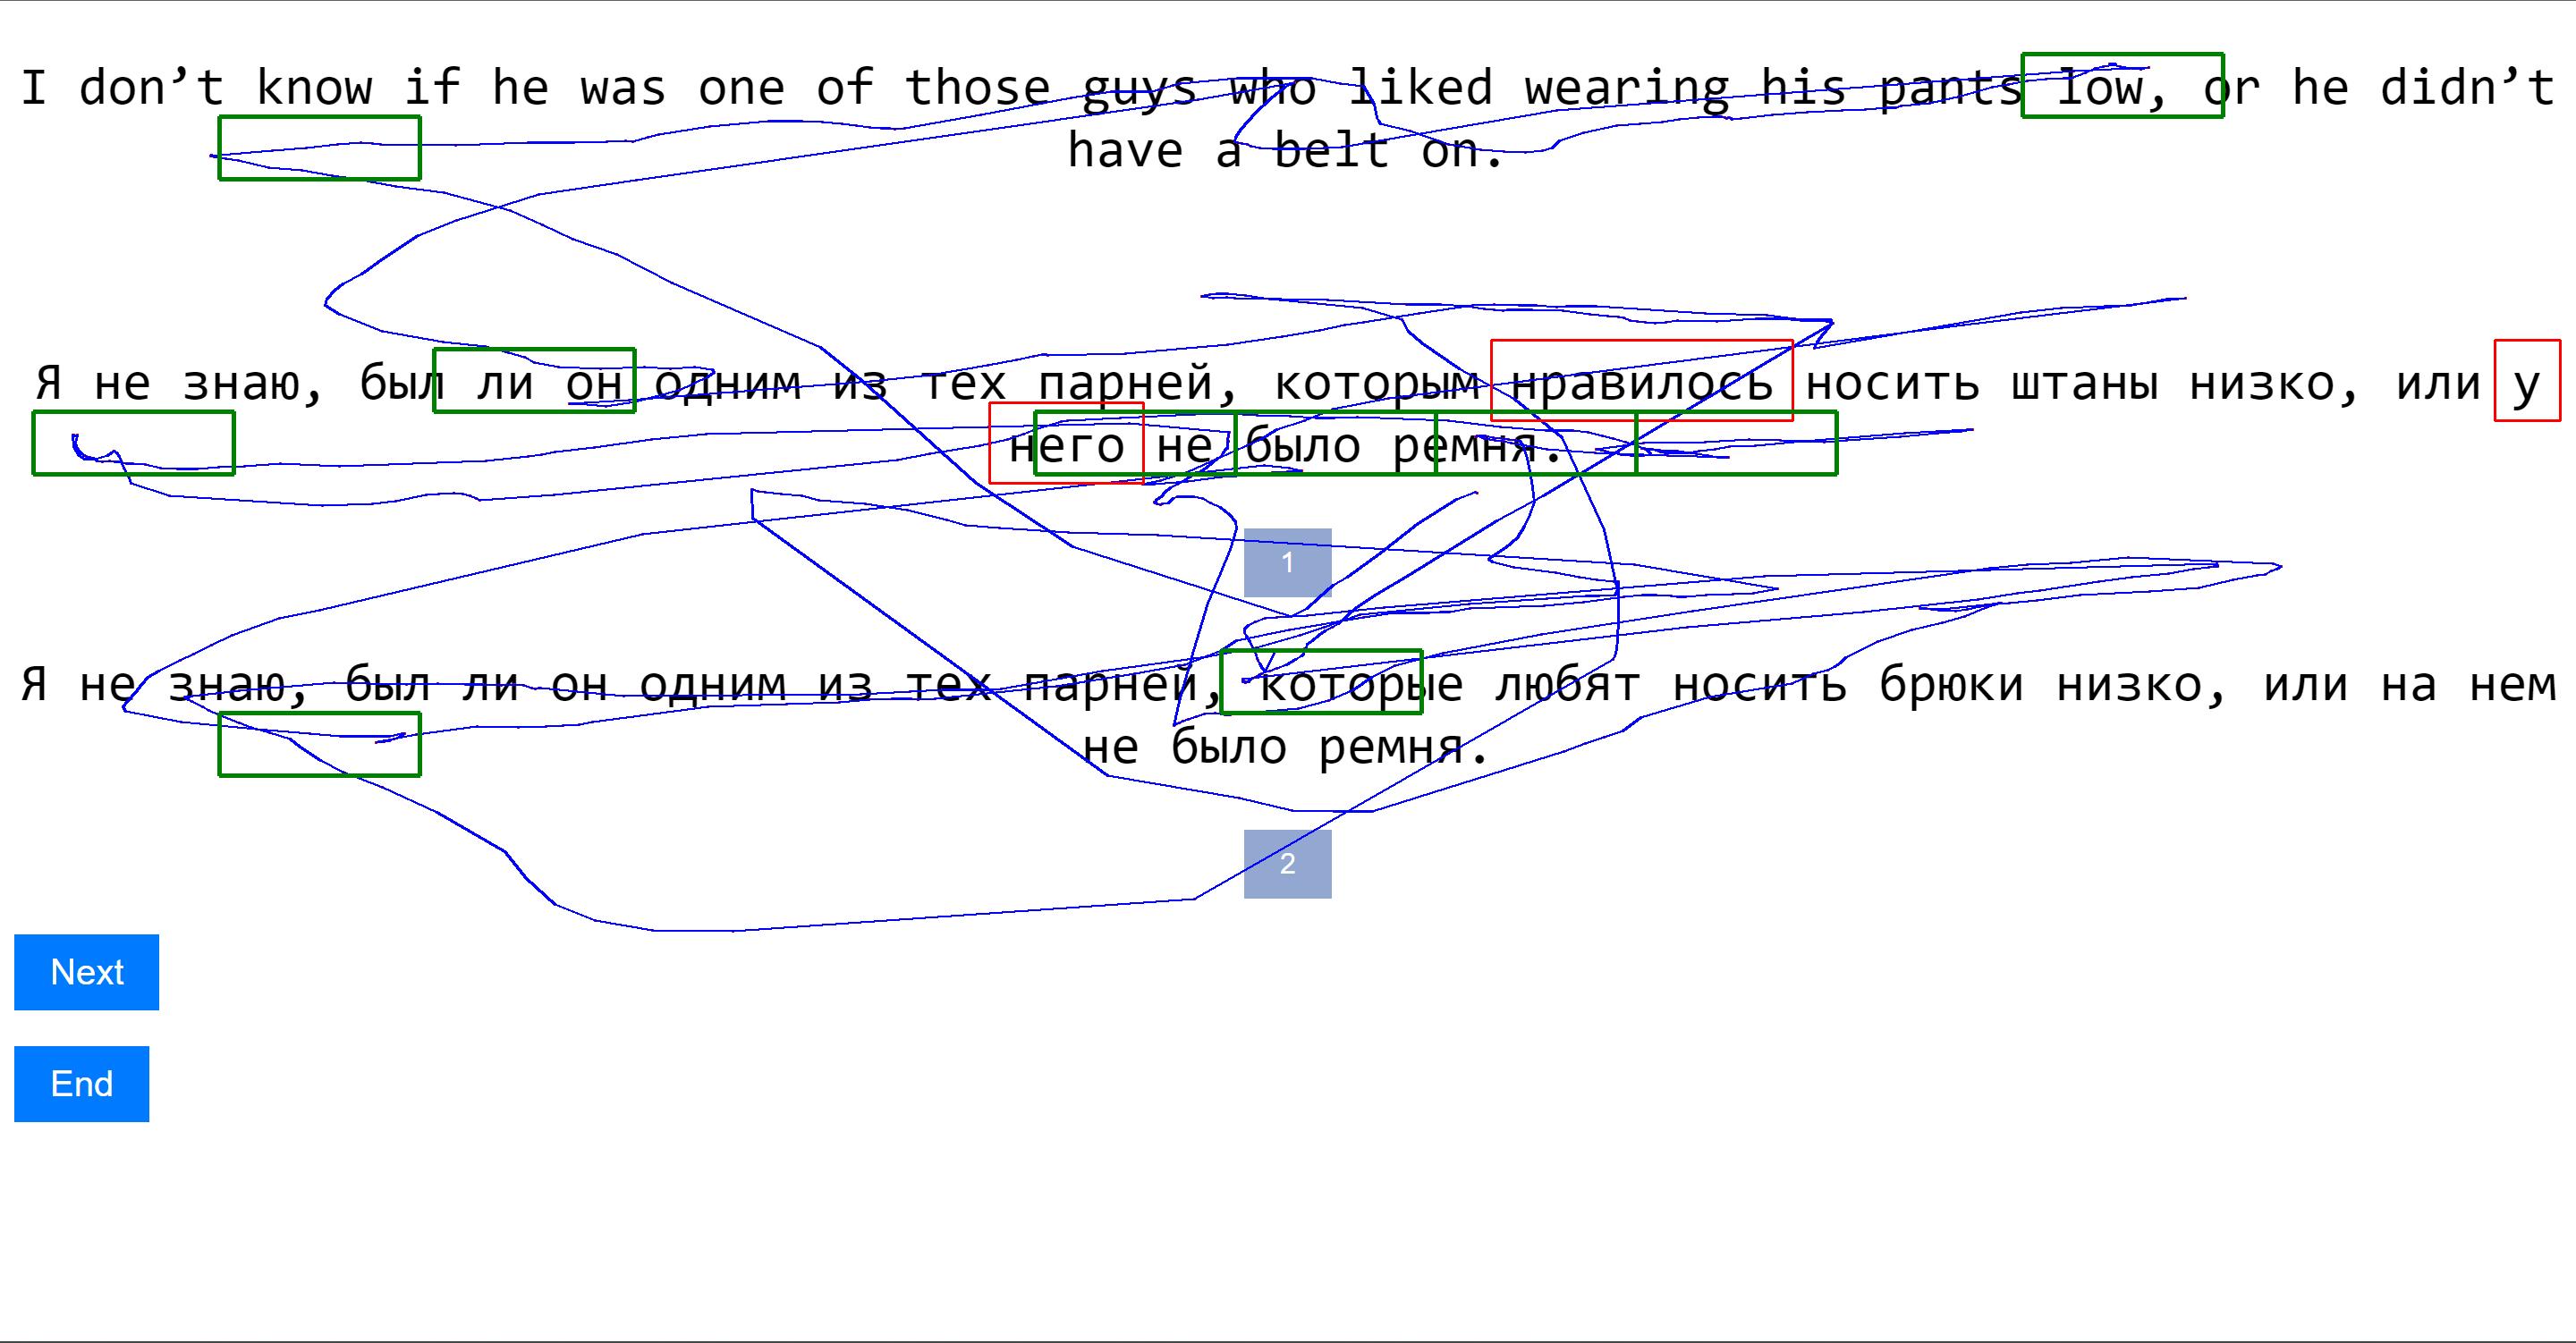 I don’t know if he was one of those guys who liked wearing his pants low, or he didn’t
have a belt on.
Я не знаю, был ли он одним из тех парней, которым нравилось носить штаны низко, или у
него не было ремня.
1
Я не знаю, был ли он одним из тех парней, которые любят носить брюки низко, или на нем
не было ремня.
2
Next
End